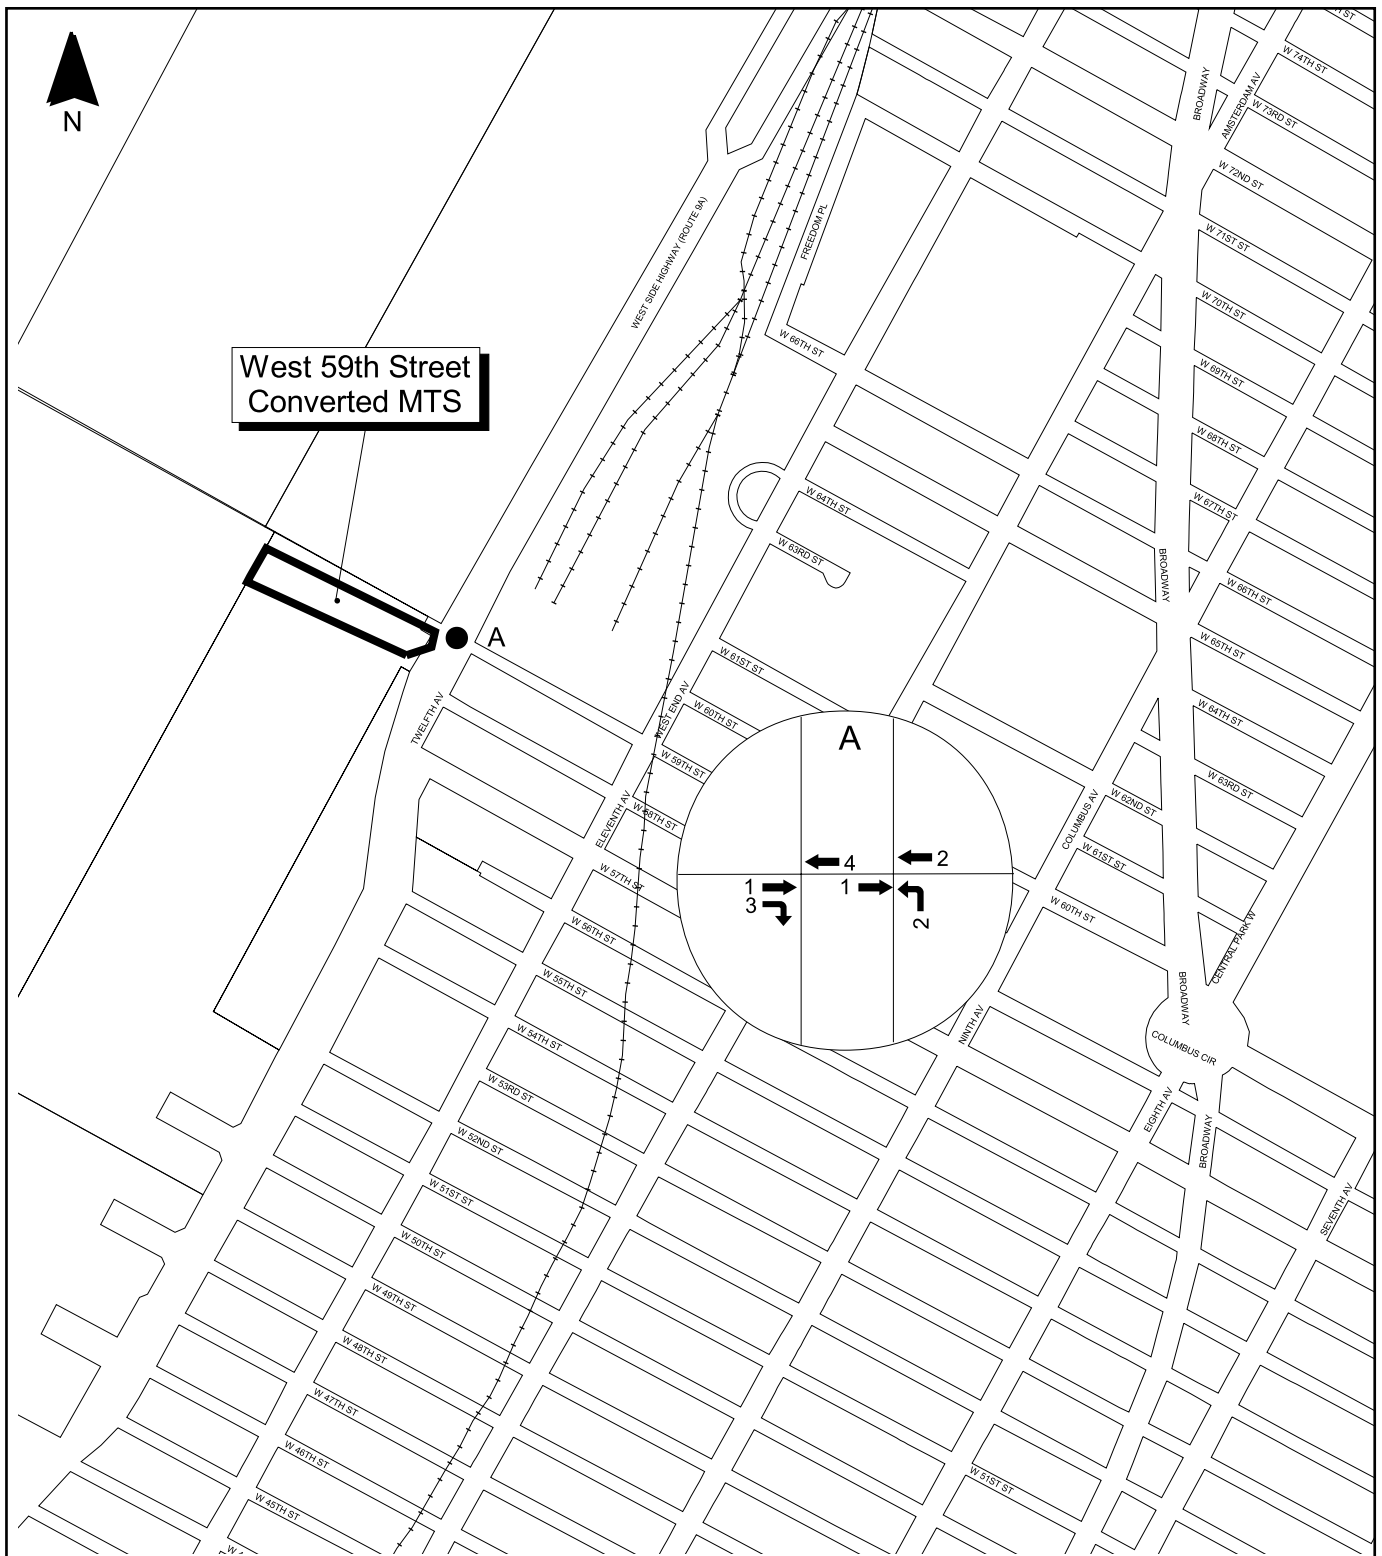 N
West 59th Street
Converted MTS
A
WEST SIDE HIGHWAY (ROUTE 9A)
FREEDOM PL
BROADWAY
AMSTERDAM AV
W 74TH ST
W 73RD ST
W 72ND ST
W 71ST ST
W 70TH ST
W 69TH ST
W 68TH ST
W 67TH ST
W 66TH ST
W 65TH ST
W 64TH ST
W 63RD ST
W 66TH ST
W 64TH ST
W 63RD ST
W 61ST ST
W 60TH ST
W 59TH ST
W 58TH ST
W 57TH ST
W 56TH ST
W 55TH ST
W 54TH ST
W 53RD ST
W 52ND ST
W 51ST ST
W 50TH ST
W 49TH ST
W 48TH ST
W 47TH ST
W 46TH ST
W 45TH ST
TWELFTH AV
WEST END AV
ELEVENTH AV
BROADWAY
COLUMBUS AV
W 62ND ST
W 61ST ST
W 60TH ST
CENTRAL PARK W
BROADWAY
COLUMBUS CIR
NINTH AV
EIGHTH AV
BROADWAY
SEVENTH AV
W 51ST ST
A
4
2
1
1
3
2